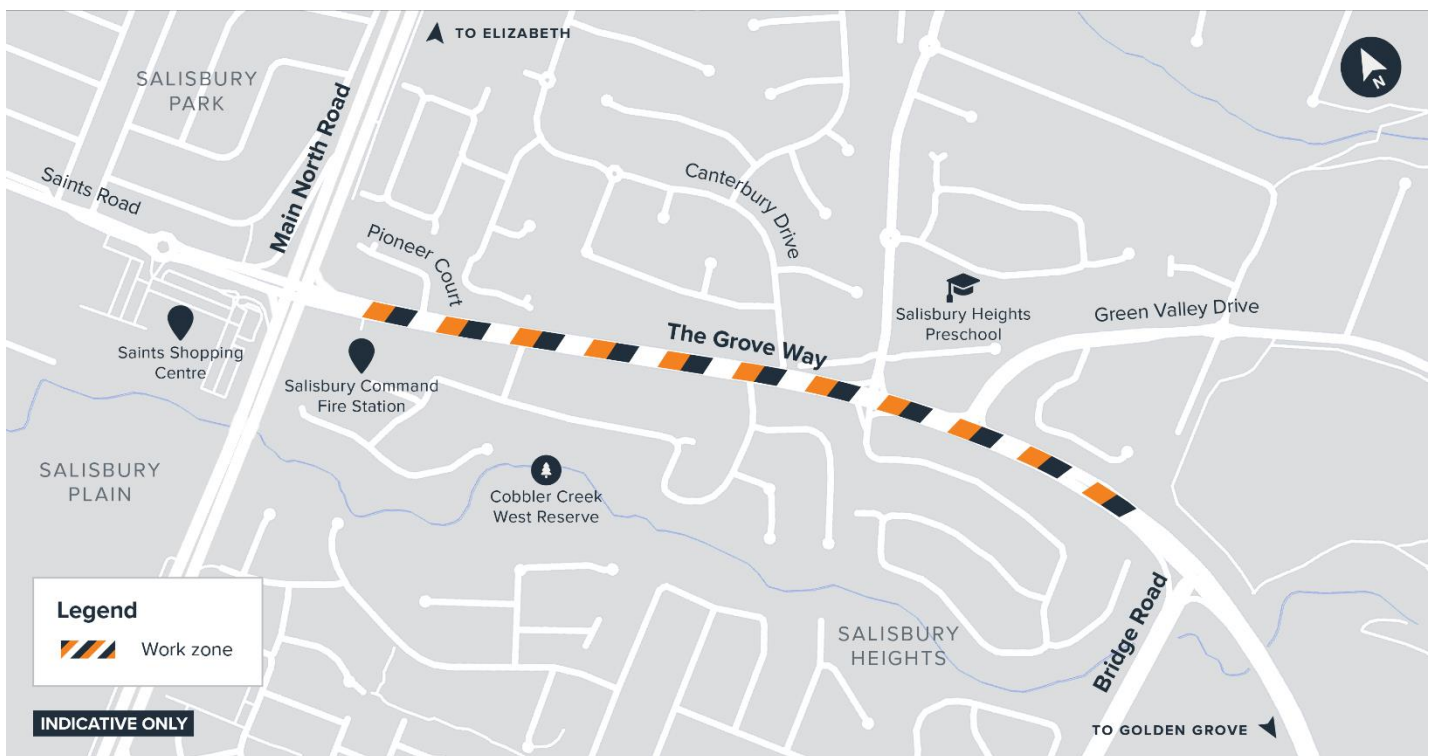 TO ELIZABETH
N
SALISBURY
PARK
Main North Road
Saints Road
Canterbury Drive
Pioneer Court
Salisbury Heights
Preschool
Green Valley Drive
The Grove Way
Saints Shopping
Centre
Salisbury Command
Fire Station
SALISBURY
PLAIN
Cobbler Creek
West Reserve
Legend
Work zone
SALISBURY
HEIGHTS
Bridge Road
INDICATIVE ONLY
TO GOLDEN GROVE